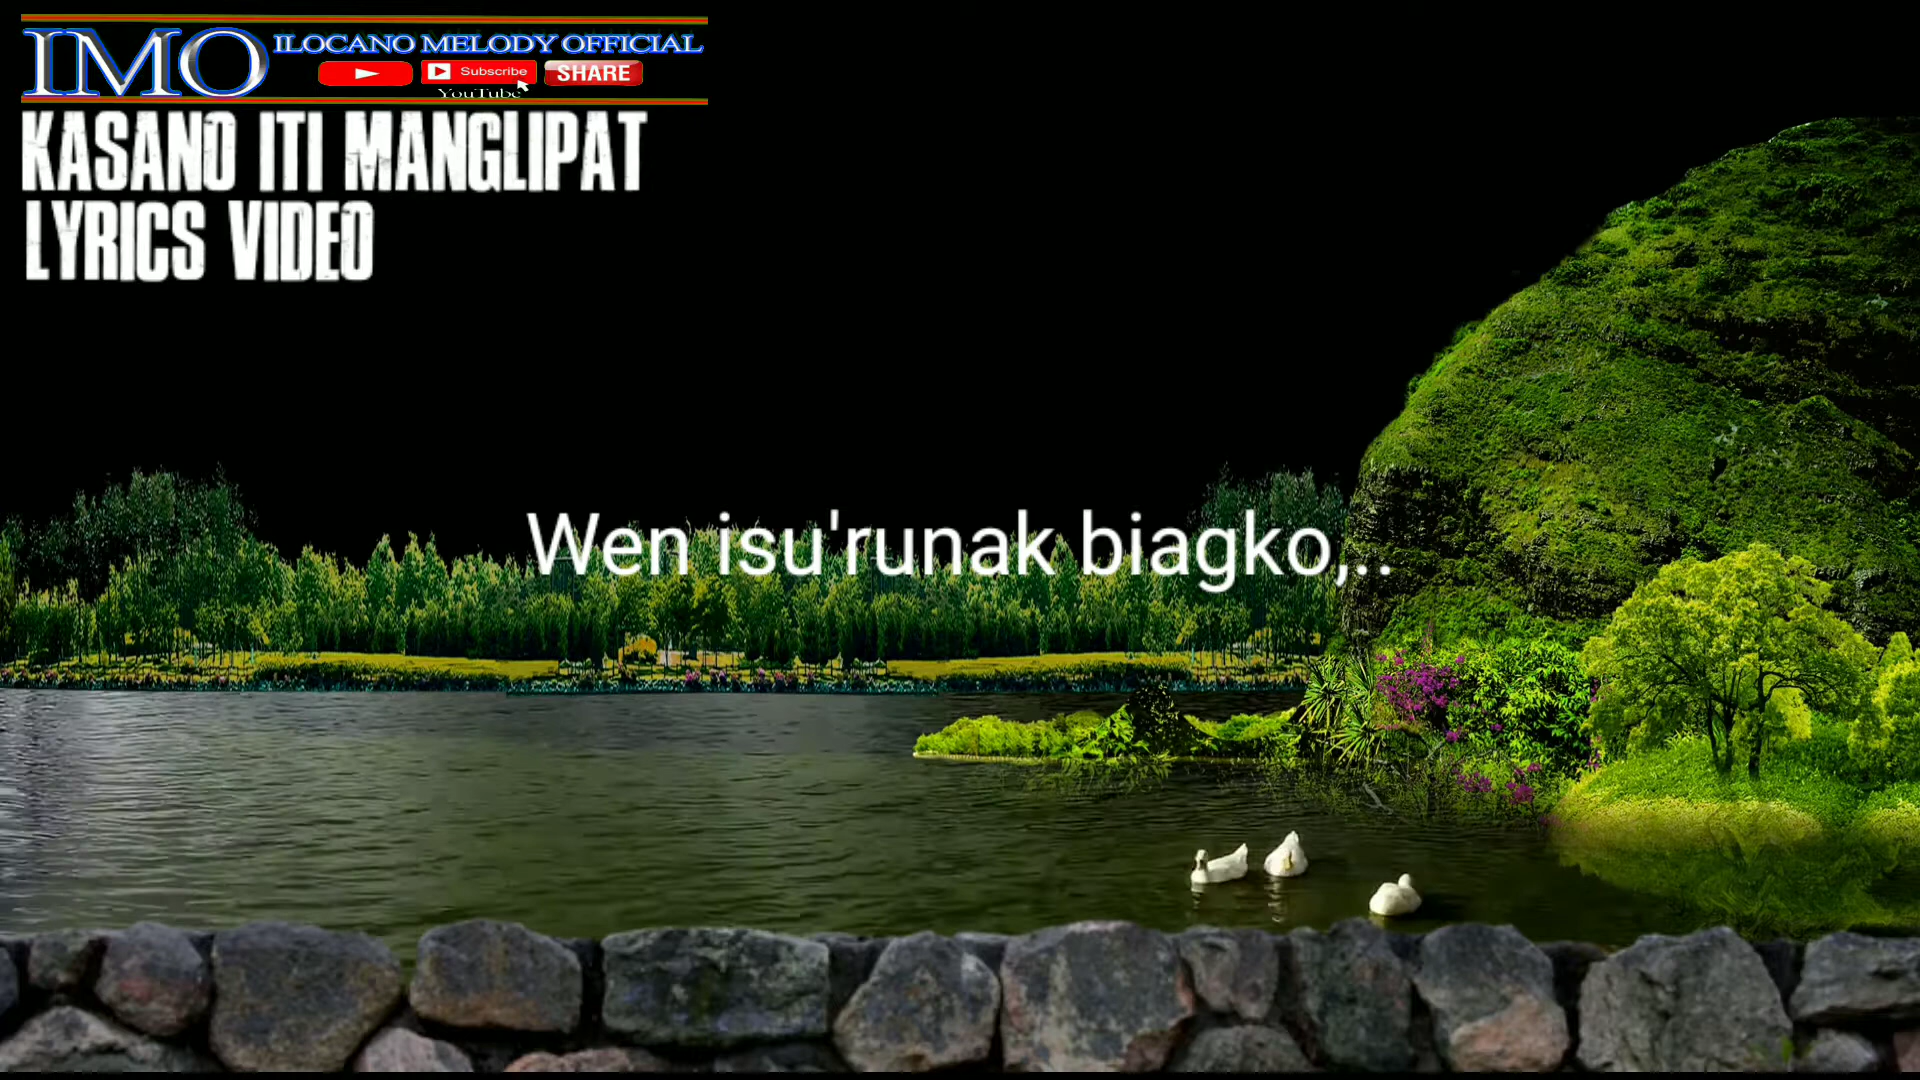 IMO
ILOCANO MELODY OFFICIAL
Subscribe
SHARE
YouTube
KASANO ITI MANGLIPAT
LYRICS VIDEO
Wen isu'runak biagko,..